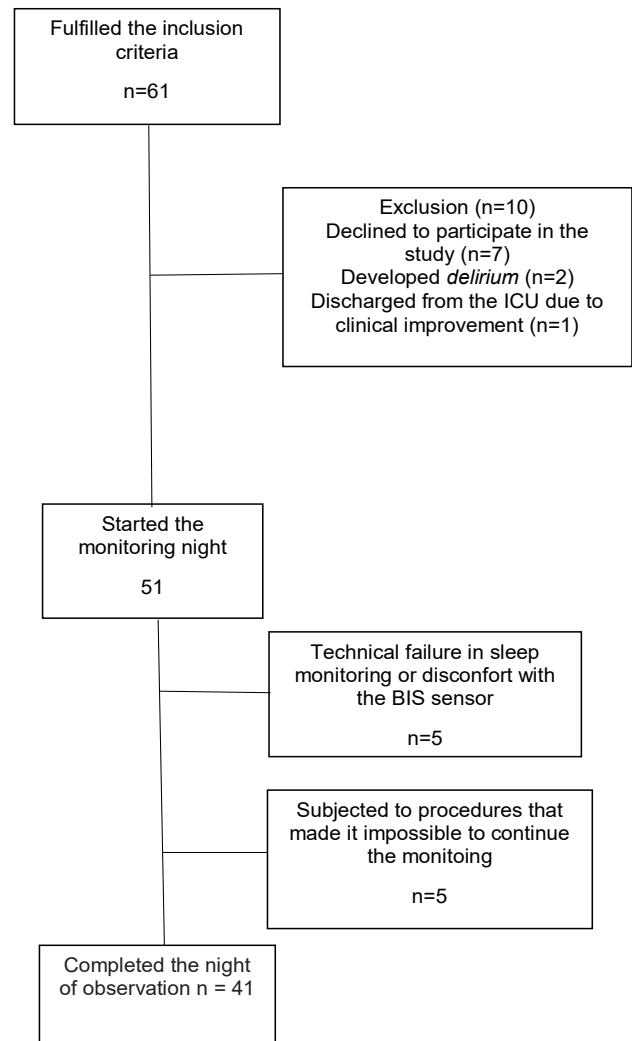 Fulfilled the inclusion
criteria
n=61
Exclusion (n=10)
Declined to participate in the
study (n=7)
Developed delirium (n=2)
Discharged from the ICU due to
clinical improvement (n=1)
Started the
monitoring night
51
Technical failure in sleep
monitoring or disconfort with
the BIS sensor
n=5
Subjected to procedures that
made it impossible to continue
the monitoing
n=5
Completed the night
of observation n = 41